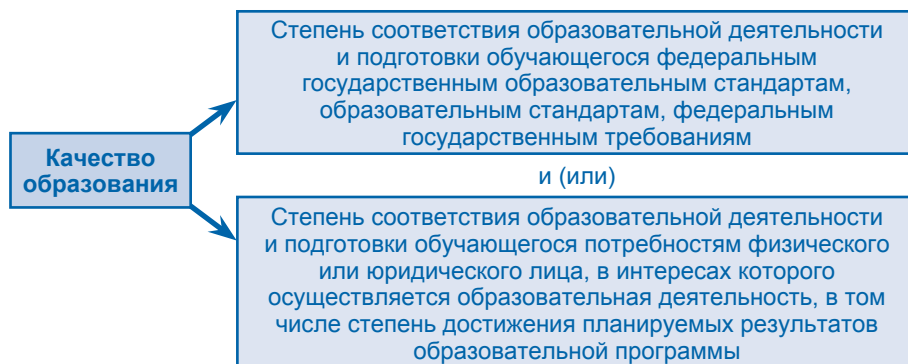 Степень соответствия образовательной деятельности
и подготовки обучающегося федеральным
государственным образовательным стандартам,
образовательным стандартам, федеральным
государственным требованиям
Качество
образования
и (или)
Степень соответствия образовательной деятельности
и подготовки обучающегося потребностям физического
или юридического лица, в интересах которого
осуществляется образовательная деятельность, в том
числе степень достижения планируемых результатов
образовательной программы